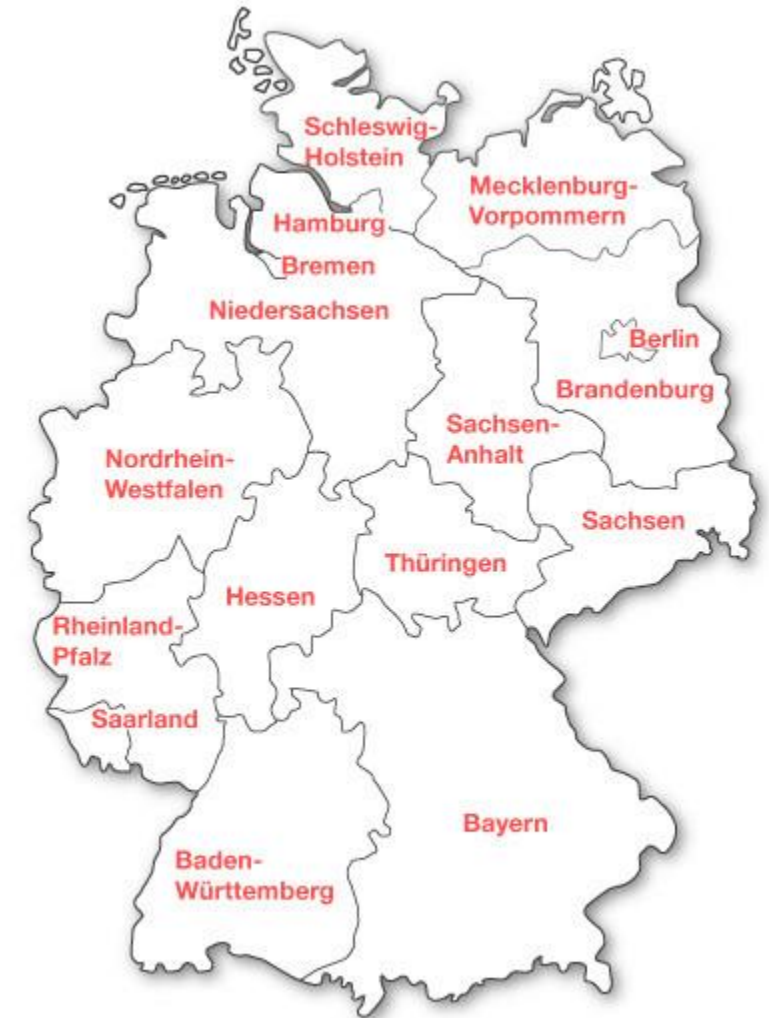 Schleswig-
Holstein
Mecklenburg-
Vorpommern
Hamburg
Bremen
Niedersachsen
Berlin
Brandenburg
Sachsen-
Anhalt
Nordrhein-
Westfalen
Sachsen
Thüringen
Hessen
Rheinland-
Pfalz
Saarland
Bayern
Baden-
Württemberg